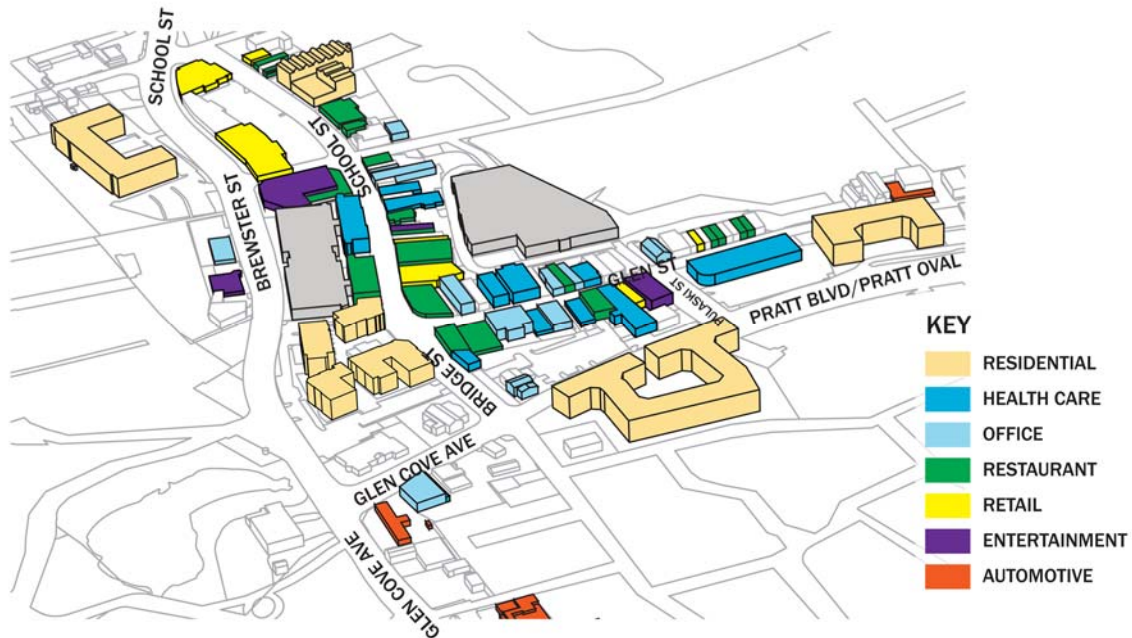 SCHOOL ST
SCHOOL ST
BREWSTER ST
GLEN ST
PULASKI ST
PRATT BLVD/PRATT OVAL
BRIDGE ST
GLEN COVE AVE
GLEN COVE AVE
KEY
RESIDENTIAL
HEALTH CARE
OFFICE
RESTAURANT
RETAIL
ENTERTAINMENT
AUTOMOTIVE